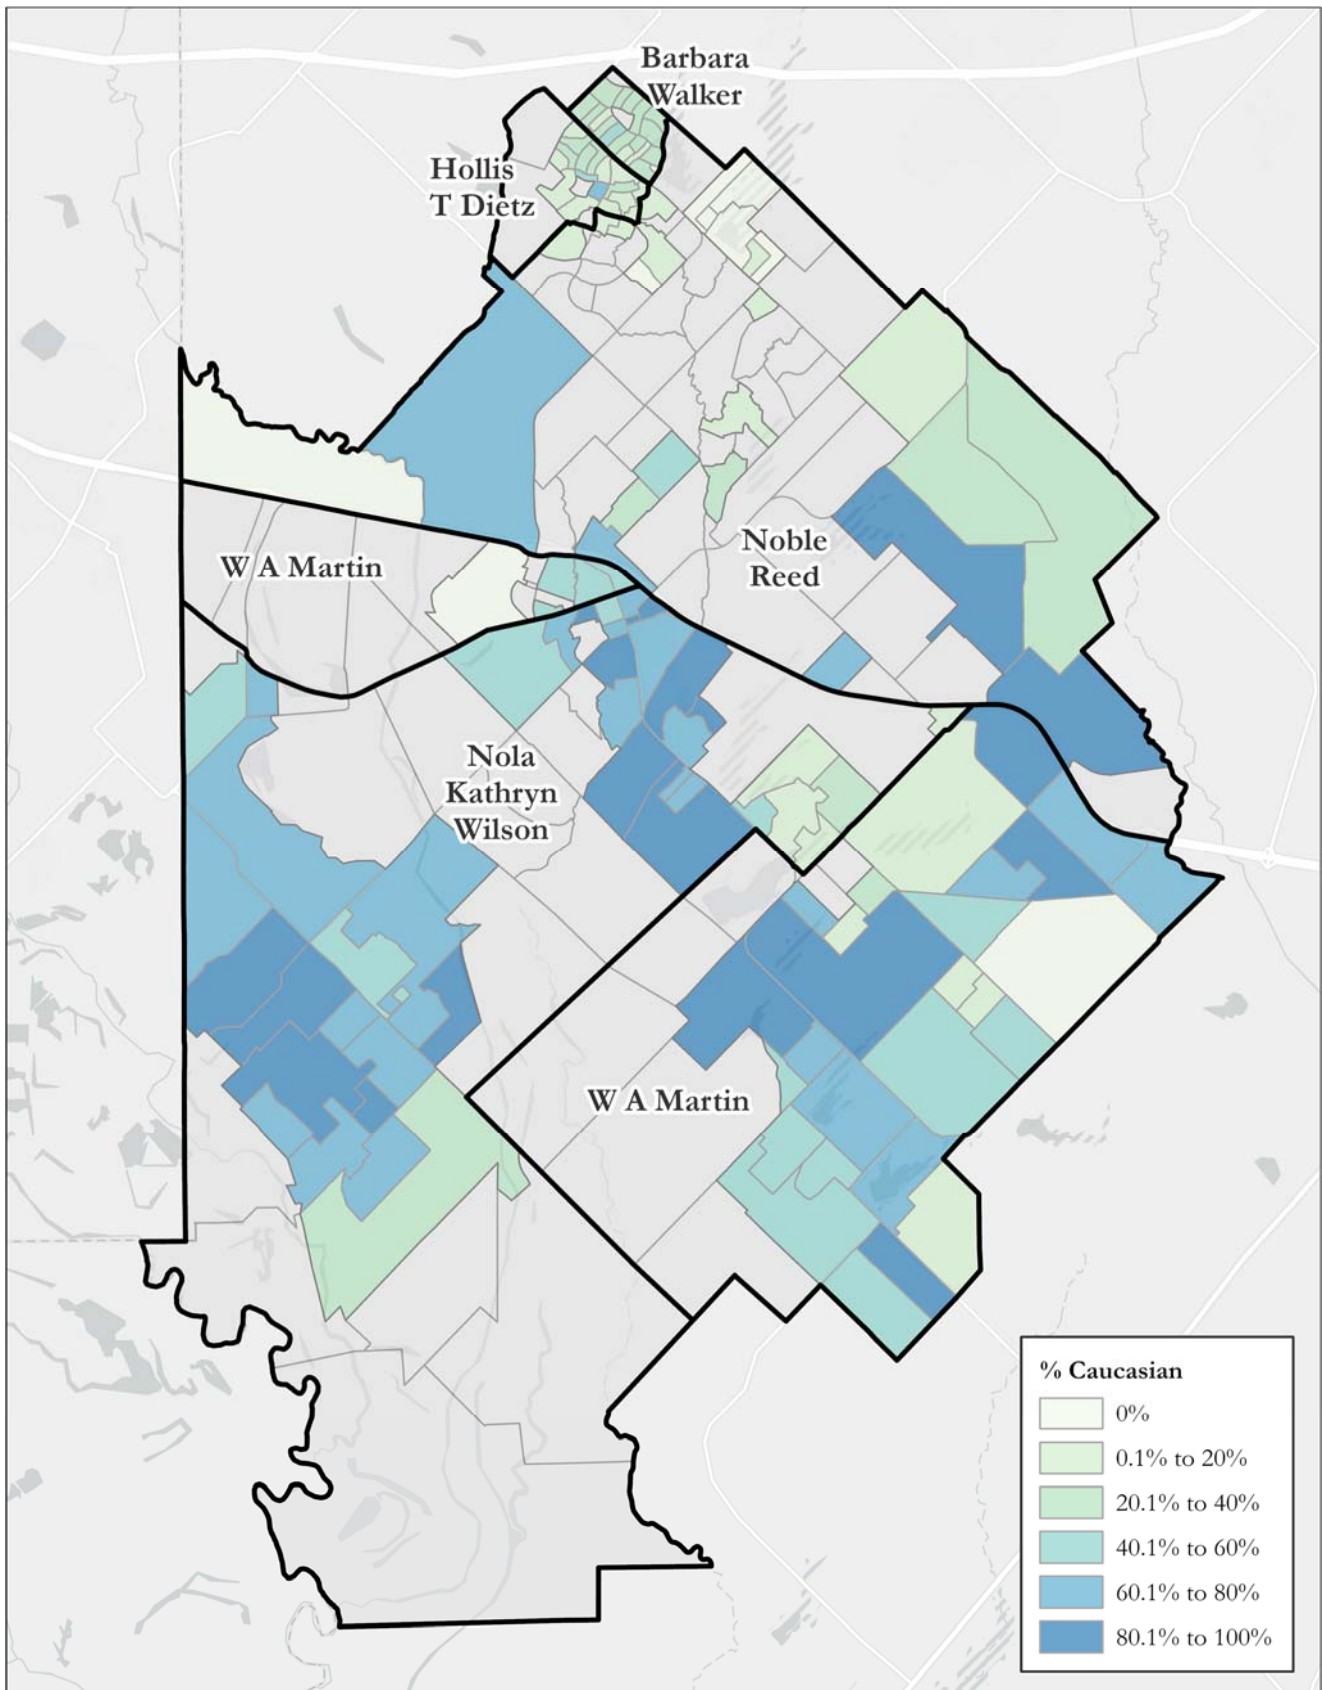 Barbara
Walker
Hollis
T Dietz
W A Martin
Noble
Reed
Nola
Kathryn
Wilson
W A Martin
% Caucasian
0%
0.1% to 20%
20.1% to 40%
40.1% to 60%
60.1% to 80%
80.1% to 100%